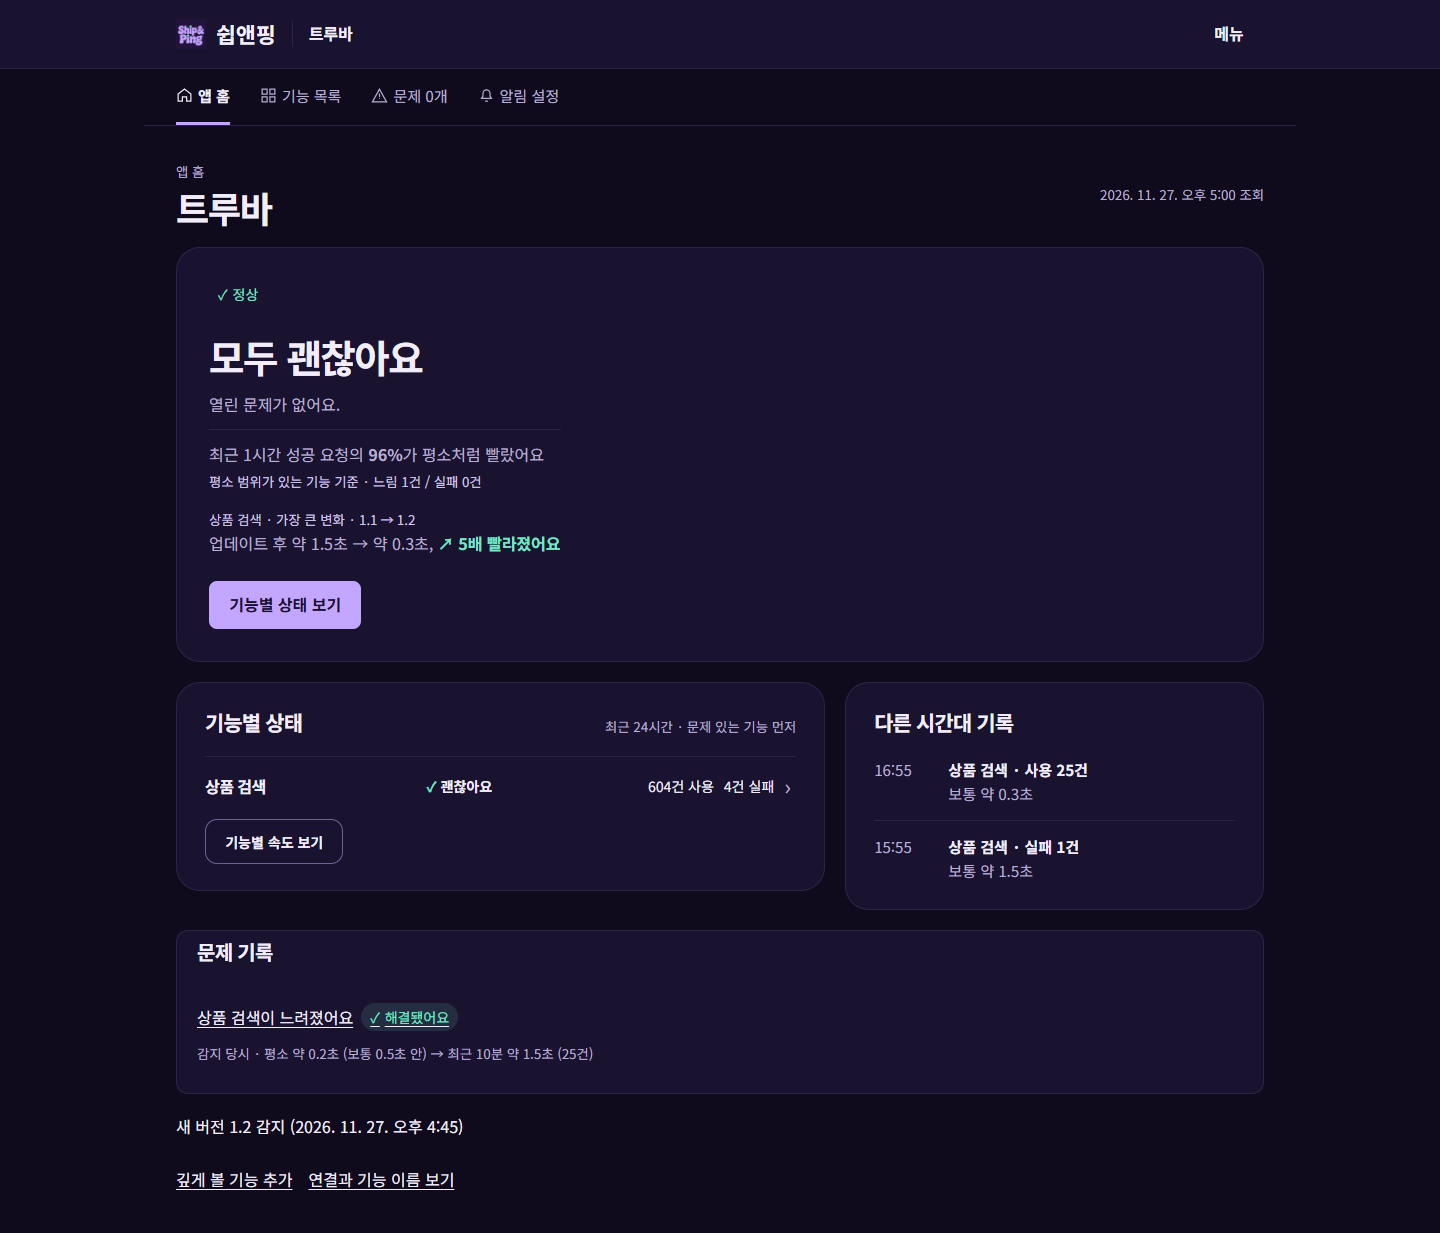 Ship& Ping 쉽앤핑 트루바 메뉴
앱 홈 기능 목록 문제 0개 알림 설정
앱 홈
트루바
2026. 11. 27. 오후 5:00 조회
✓ 정상
모두 괜찮아요
열린 문제가 없어요.
최근 1시간 성공 요청의 96%가 평소처럼 빨랐어요
평소 범위가 있는 기능 기준 · 느림 1건 / 실패 0건
상품 검색 · 가장 큰 변화 · 1.1 → 1.2
업데이트 후 약 1.5초 → 약 0.3초, ↗ 5배 빨라졌어요
기능별 상태 보기
기능별 상태
최근 24시간 · 문제 있는 기능 먼저
상품 검색 ✓ 괜찮아요 604건 사용 4건 실패 ›
기능별 속도 보기
다른 시간대 기록
16:55 상품 검색 · 사용 25건
보통 약 0.3초
15:55 상품 검색 · 실패 1건
보통 약 1.5초
문제 기록
상품 검색이 느려졌어요 ✓ 해결됐어요
감지 당시 · 평소 약 0.2초 (보통 0.5초 안) → 최근 10분 약 1.5초 (25건)
새 버전 1.2 감지 (2026. 11. 27. 오후 4:45)
깊게 볼 기능 추가 연결과 기능 이름 보기